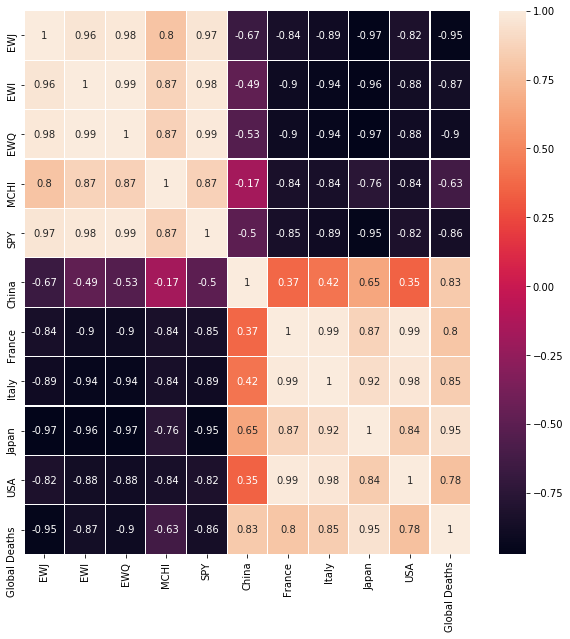 EWJ 1 0.96 0.98 0.8 0.97 -0.67 -0.84 -0.89 -0.97 -0.82 -0.95
EWI 0.96 1 0.99 0.87 0.98 -0.49 -0.9 -0.94 -0.96 -0.88 -0.87
EWQ 0.98 0.99 1 0.87 0.99 -0.53 -0.9 -0.94 -0.97 -0.88 -0.9
MCHI 0.8 0.87 0.87 1 0.87 -0.17 -0.84 -0.84 -0.76 -0.84 -0.63
SPY 0.97 0.98 0.99 0.87 1 -0.5 -0.85 -0.89 -0.95 -0.82 -0.86
China -0.67 -0.49 -0.53 -0.17 -0.5 1 0.37 0.42 0.65 0.35 0.83
France -0.84 -0.9 -0.9 -0.84 -0.85 0.37 1 0.99 0.87 0.99 0.8
Italy -0.89 -0.94 -0.94 -0.84 -0.89 0.42 0.99 1 0.92 0.98 0.85
Japan -0.97 -0.96 -0.97 -0.76 -0.95 0.65 0.87 0.92 1 0.84 0.95
USA -0.82 -0.88 -0.88 -0.84 -0.82 0.35 0.99 0.98 0.84 1 0.78
Global Deaths -0.95 -0.87 -0.9 -0.63 -0.86 0.83 0.8 0.85 0.95 0.78 1
EWJ EWI EWQ MCHI SPY China France Italy Japan USA Global Deaths
1.00
0.75
0.50
0.25
0.00
-0.25
-0.50
-0.75